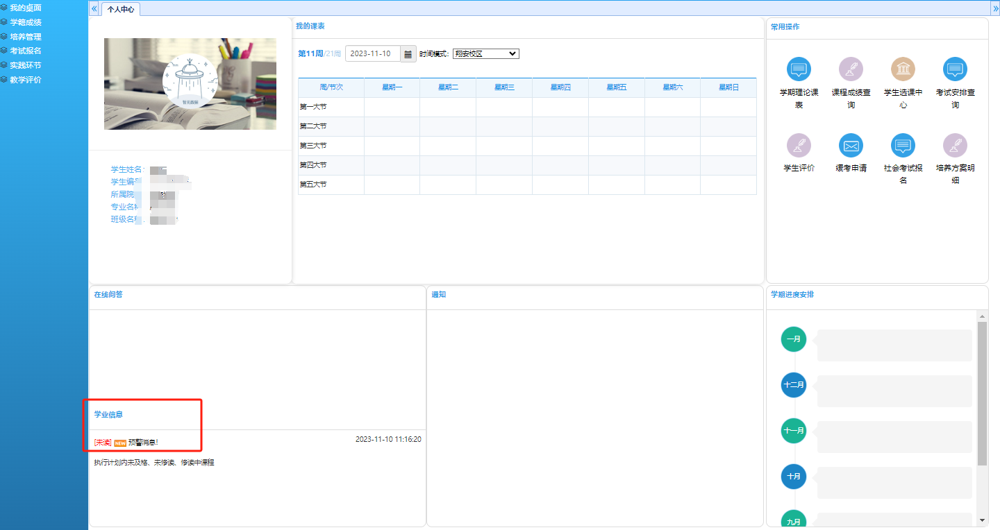 我的桌面
学籍成绩
培养管理
考试报名
实践环节
教学评价
个人中心
暂无数据
学生姓名：
学生编号
所属院
专业名称
班级名称：
我的课表
第11周/21周 2023-11-10 时间模式： 翔安校区
周/节次 星期一 星期二 星期三 星期四 星期五 星期六 星期日
第一大节
第二大节
第三大节
第四大节
第五大节
常用操作
学期理论课表
课程成绩查询
学生选课中心
考试安排查询
学生评价
缓考申请
社会考试报名
培养方案明细
在线问答
学业信息
[未读] NEW 预警消息！ 2023-11-10 11:16:20
执行计划内未及格、未修读、修读中课程
通知
学期进度安排
一月
十二月
十一月
十月
九月